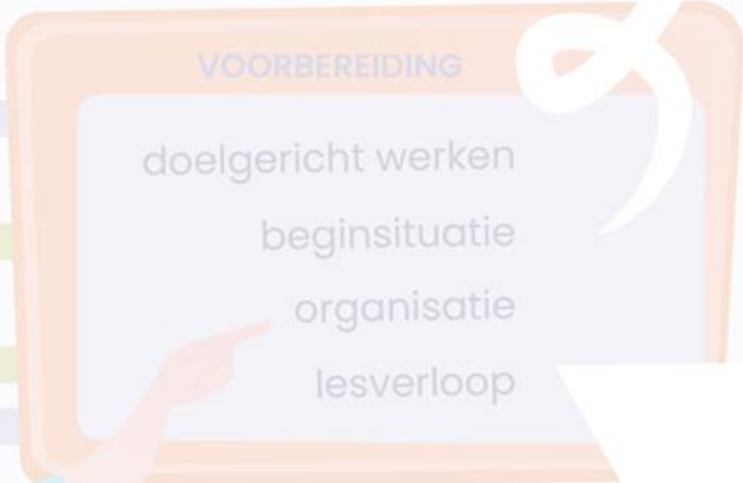 VOORBEREIDING
doelgericht werken
beginsituatie
organisatie
lesverloop